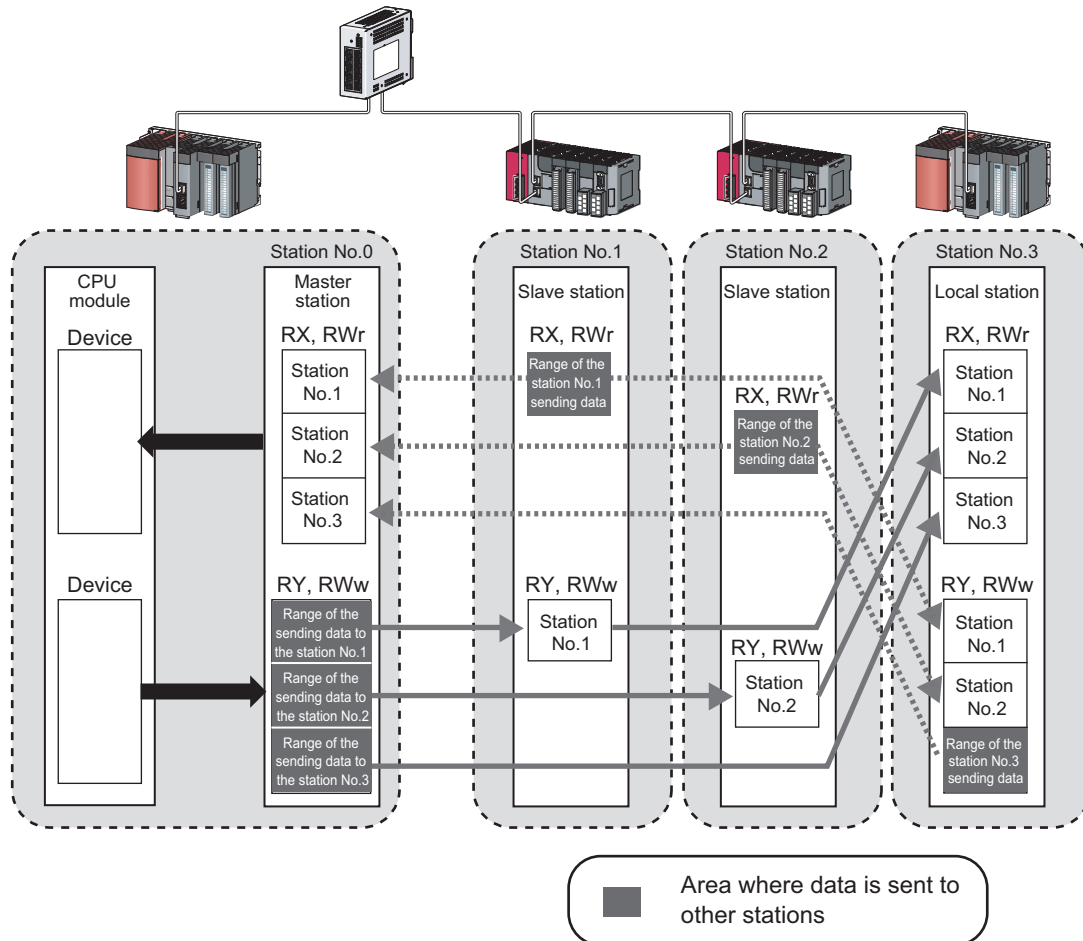 Station No.0
CPU
module
Device
Device
Master
station
RX, RWr
Station
No.1
Station
No.2
Station
No.3
RY, RWw
Range of the
sending data to
the station No.1
Range of the
sending data to
the station No.2
Range of the
sending data to
the station No.3
Station No.1
Slave station
RX, RWr
Range of the
station No.1
sending data
RY, RWw
Station
No.1
Station No.2
Slave station
RX, RWr
Range of the
station No.2
sending data
RY, RWw
Station
No.2
Station No.3
Local station
RX, RWr
Station
No.1
Station
No.2
Station
No.3
RY, RWw
Station
No.1
Station
No.2
Range of the
station No.3
sending data
Area where data is sent to
other stations